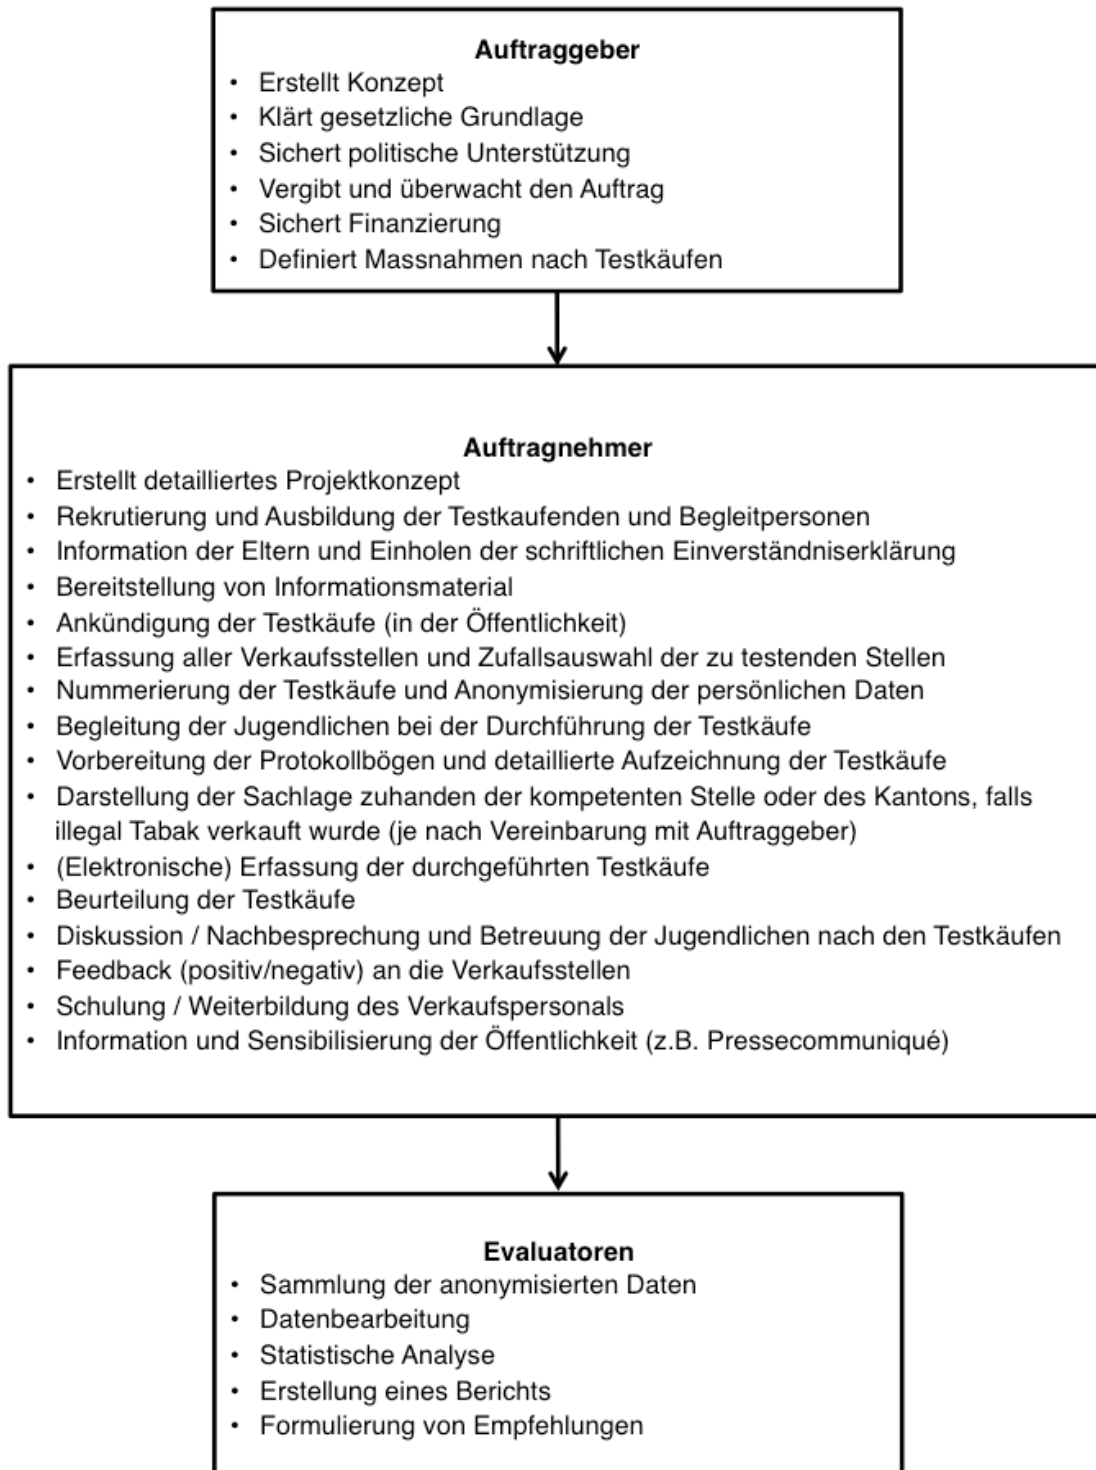 Auftraggeber
• Erstellt Konzept
• Klärt gesetzliche Grundlage
• Sichert politische Unterstützung
• Vergibt und überwacht den Auftrag
• Sichert Finanzierung
• Definiert Massnahmen nach Testkäufen
Auftragnehmer
• Erstellt detailliertes Projektkonzept
• Rekrutierung und Ausbildung der Testkaufenden und Begleitpersonen
• Information der Eltern und Einholen der schriftlichen Einverständniserklärung
• Bereitstellung von Informationsmaterial
• Ankündigung der Testkäufe (in der Öffentlichkeit)
• Erfassung aller Verkaufsstellen und Zufallsauswahl der zu testenden Stellen
• Nummerierung der Testkäufe und Anonymisierung der persönlichen Daten
• Begleitung der Jugendlichen bei der Durchführung der Testkäufe
• Vorbereitung der Protokollbögen und detaillierte Aufzeichnung der Testkäufe
• Darstellung der Sachlage zuhanden der kompetenten Stelle oder des Kantons, falls
illegal Tabak verkauft wurde (je nach Vereinbarung mit Auftraggeber)
• (Elektronische) Erfassung der durchgeführten Testkäufe
• Beurteilung der Testkäufe
• Diskussion / Nachbesprechung und Betreuung der Jugendlichen nach den Testkäufen
• Feedback (positiv/negativ) an die Verkaufsstellen
• Schulung / Weiterbildung des Verkaufspersonals
• Information und Sensibilisierung der Öffentlichkeit (z.B. Pressecommuniqué)
Evaluatoren
• Sammlung der anonymisierten Daten
• Datenbearbeitung
• Statistische Analyse
• Erstellung eines Berichts
• Formulierung von Empfehlungen